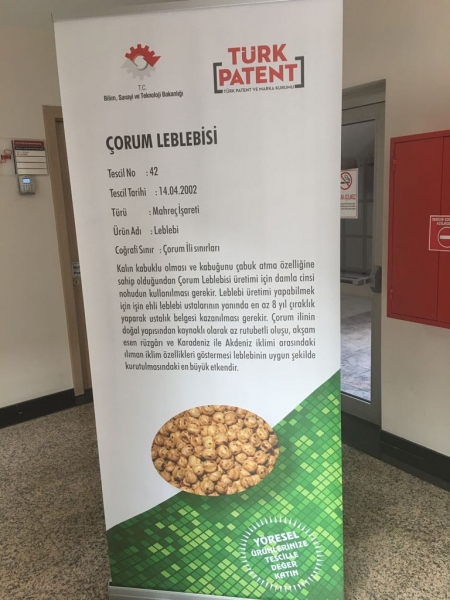 T.C.
Bilim, Sanayi ve Teknoloji Bakanlığı
TÜRK
PATENT
TÜRK PATENT VE MARKA KURUMU
ÇORUM LEBLEBİSİ
Tescil No : 42
Tescil Tarihi : 14.04.2002
Türü : Mahreç İşareti
Ürün Adı : Leblebi
Coğrafi Sınır : Çorum İli sınırları
Kalın kabuklu olması ve kabuğunu çabuk atma özelliğine
sahip olduğundan Çorum Leblebisi üretimi için damla cinsi
nohudun kullanılması gerekir. Leblebi üretimi yapabilmek
için işin ehli leblebi ustalarının yanında en az 8 yıl çıraklık
yaparak ustalık belgesi kazanılması gerekir. Çorum ilinin
doğal yapısından kaynaklı olarak az rutubetli oluşu, akşam
esen rüzgârı ve Karadeniz ile Akdeniz iklimi arasındaki
ılıman iklim özellikleri göstermesi leblebinin uygun şekilde
kurutulmasındaki en büyük etkendir.
YÖRESEL
ÜRÜNLERİNİZE
TESCİLLE
DEĞER
KATIN